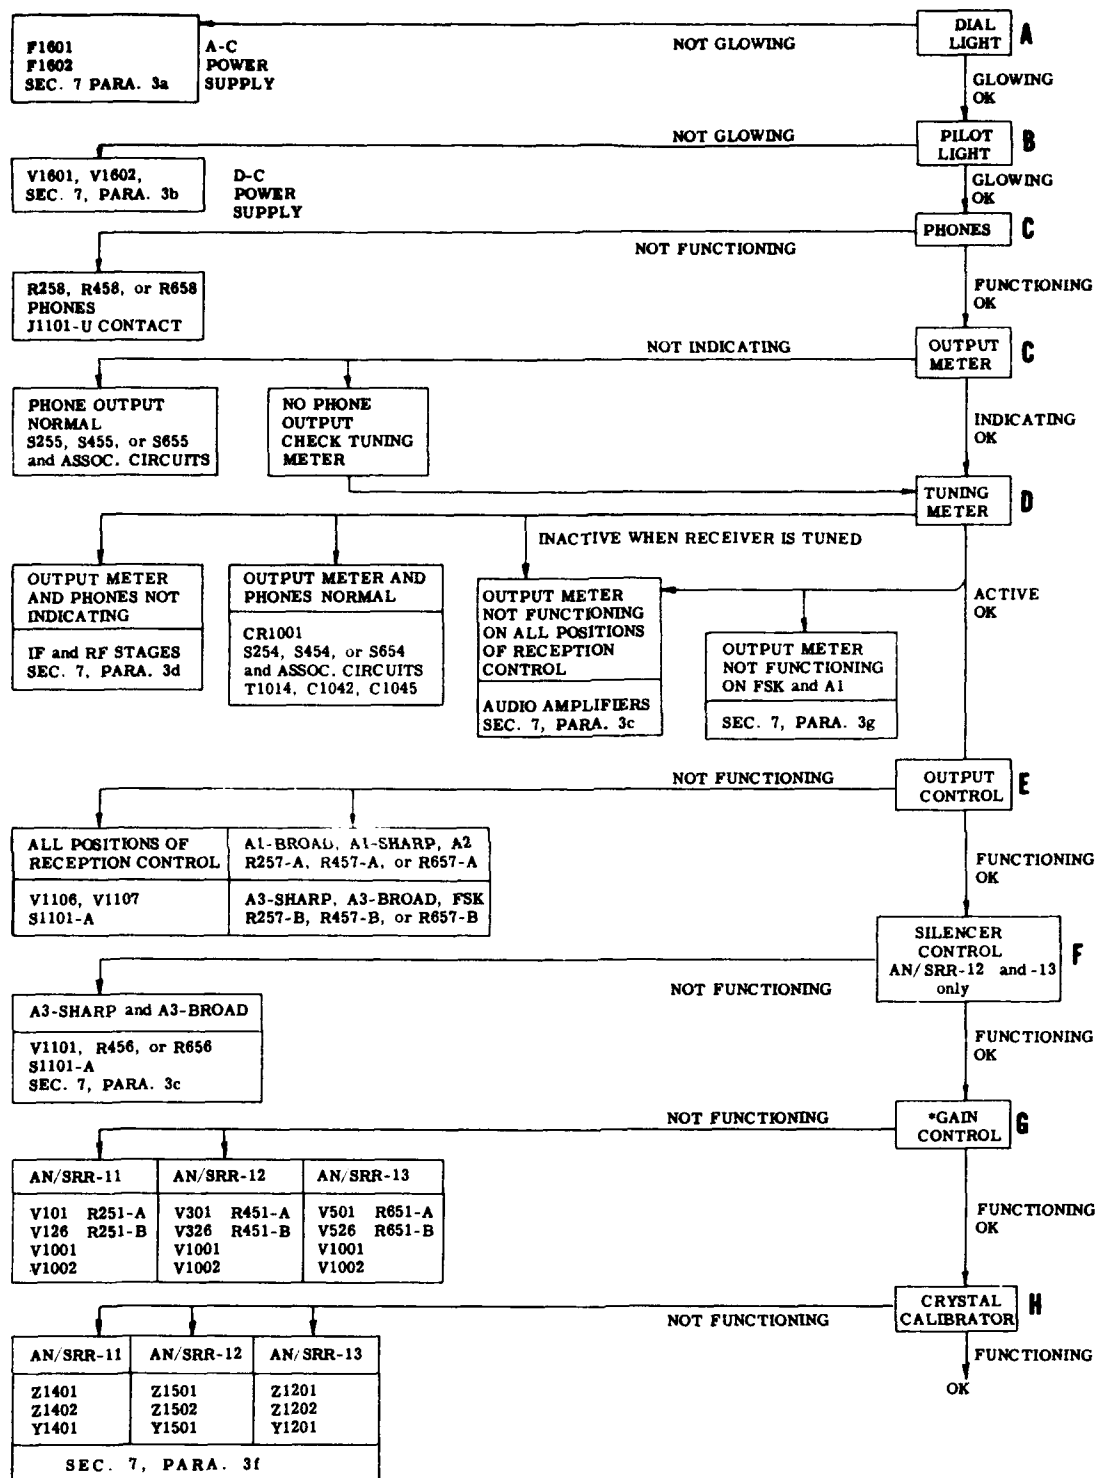 DIAL
LIGHT
A
NOT GLOWING
F1601
F1602
SEC. 7 PARA. 3a
A-C
POWER
SUPPLY
GLOWING
OK
NOT GLOWING
PILOT
LIGHT
B
V1601, V1602,
SEC. 7, PARA. 3b
D-C
POWER
SUPPLY
GLOWING
OK
PHONES
C
NOT FUNCTIONING
R258, R458, or R658
PHONES
J1101-U CONTACT
FUNCTIONING
OK
NOT INDICATING
OUTPUT
METER
C
PHONE OUTPUT
NORMAL
S255, S455, or S655
and ASSOC. CIRCUITS
NO PHONE
OUTPUT
CHECK TUNING
METER
INDICATING
OK
TUNING
METER
D
INACTIVE WHEN RECEIVER IS TUNED
OUTPUT METER
AND PHONES NOT
INDICATING
IF and RF STAGES
SEC. 7, PARA. 3d
OUTPUT METER AND
PHONES NORMAL
CR1001
S254, S454, or S654
and ASSOC. CIRCUITS
T1014, C1042, C1045
OUTPUT METER
NOT FUNCTIONING
ON ALL POSITIONS
OF RECEPTION
CONTROL
AUDIO AMPLIFIERS
SEC. 7, PARA. 3c
OUTPUT METER
NOT FUNCTIONING
ON FSK and A1
SEC. 7, PARA. 3g
ACTIVE
OK
NOT FUNCTIONING
OUTPUT
CONTROL
E
ALL POSITIONS OF
RECEPTION CONTROL
V1106, V1107
S1101-A
A1-BROAD, A1-SHARP, A2
R257-A, R457-A, or R657-A
A3-SHARP, A3-BROAD, FSK
R257-B, R457-B, or R657-B
FUNCTIONING
OK
SILENCER
CONTROL
AN/SRR-12 and -13
only
F
NOT FUNCTIONING
A3-SHARP and A3-BROAD
V1101, R456, or R656
S1101-A
SEC. 7, PARA. 3c
FUNCTIONING
OK
NOT FUNCTIONING
*GAIN
CONTROL
G
AN/SRR-11
V101 R251-A
V126 R251-B
V1001
V1002
AN/SRR-12
V301 R451-A
V326 R451-B
V1001
V1002
AN/SRR-13
V501 R651-A
V526 R651-B
V1001
V1002
FUNCTIONING
OK
NOT FUNCTIONING
CRYSTAL
CALIBRATOR
H
AN/SRR-11
Z1401
Z1402
Y1401
AN/SRR-12
Z1501
Z1502
Y1501
AN/SRR-13
Z1201
Z1202
Y1201
SEC. 7, PARA. 3f
FUNCTIONING
OK